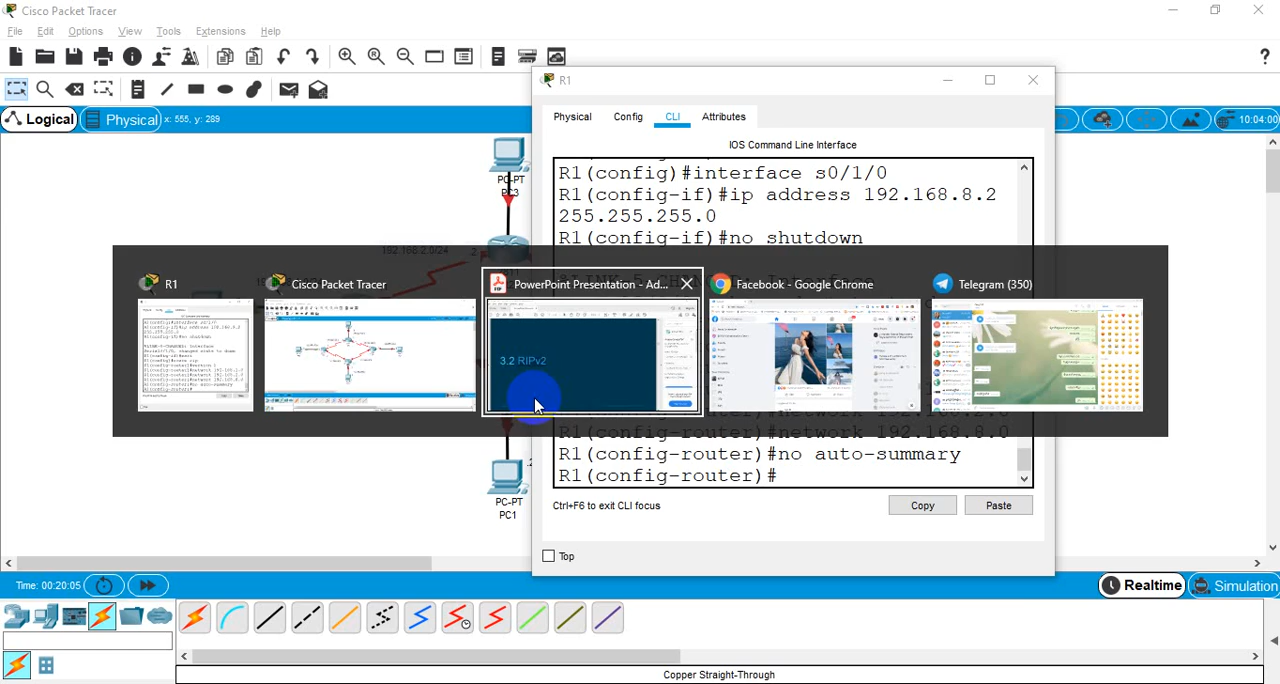 Cisco Packet Tracer
File Edit Options View Tools Extensions Help
?
R1
Logical Physical x: 555, y: 289
10:04:00
Physical Config CLI Attributes
IOS Command Line Interface
R1(config)#interface s0/1/0
R1(config-if)#ip address 192.168.8.2
255.255.255.0
R1(config-if)#no shutdown
PC-PT
PC3
192.168.2.0/24
R1
Cisco Packet Tracer
PowerPoint Presentation - Ad...
Facebook - Google Chrome
Telegram (350)
3.2 RIPv2
R1(config-router)#network 192.168.8.0
R1(config-router)#no auto-summary
R1(config-router)#
PC-PT
PC1
Ctrl+F6 to exit CLI focus
Copy
Paste
Top
Time: 00:20:05
Realtime
Simulation
Copper Straight-Through